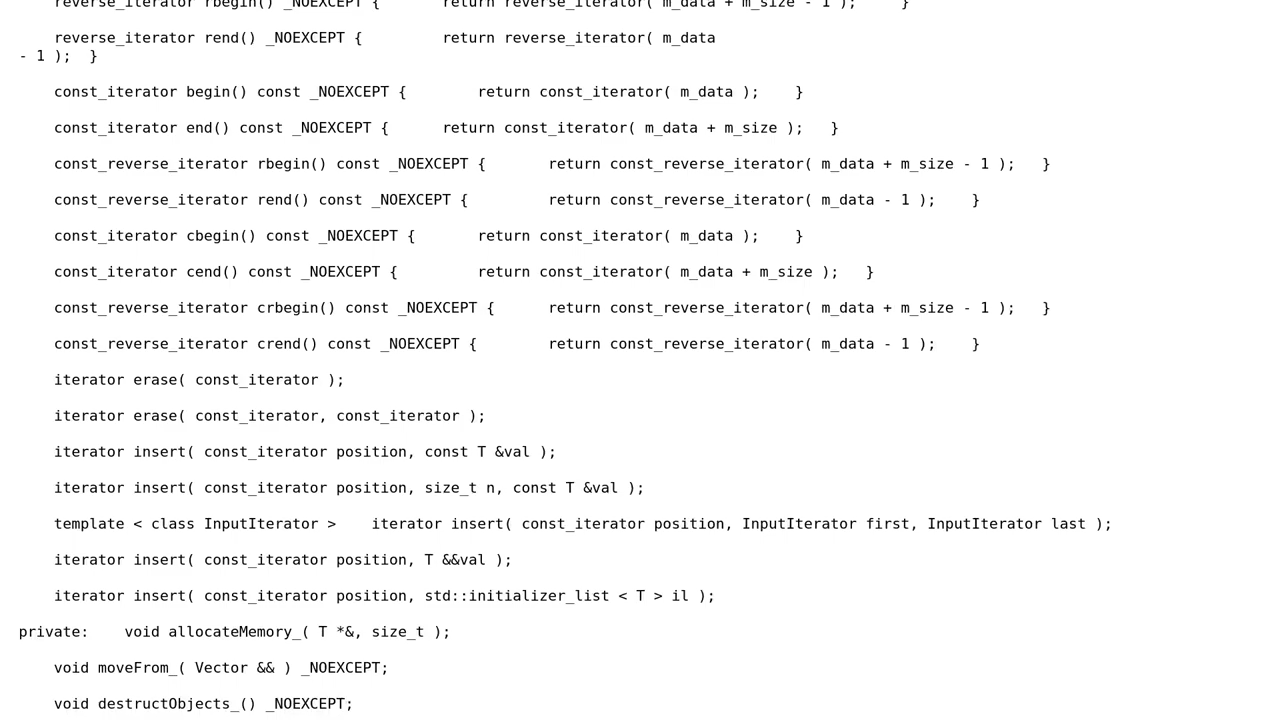 reverse_iterator rbegin() _NOEXCEPT {       return reverse_iterator( m_data + m_size - 1 );     }
    reverse_iterator rend() _NOEXCEPT {         return reverse_iterator( m_data
- 1 );  }
    const_iterator begin() const _NOEXCEPT {        return const_iterator( m_data );    }
    const_iterator end() const _NOEXCEPT {      return const_iterator( m_data + m_size );   }
    const_reverse_iterator rbegin() const _NOEXCEPT {       return const_reverse_iterator( m_data + m_size - 1 );   }
    const_reverse_iterator rend() const _NOEXCEPT {         return const_reverse_iterator( m_data - 1 );    }
    const_iterator cbegin() const _NOEXCEPT {       return const_iterator( m_data );    }
    const_iterator cend() const _NOEXCEPT {         return const_iterator( m_data + m_size );   }
    const_reverse_iterator crbegin() const _NOEXCEPT {      return const_reverse_iterator( m_data + m_size - 1 );   }
    const_reverse_iterator crend() const _NOEXCEPT {        return const_reverse_iterator( m_data - 1 );    }
    iterator erase( const_iterator );
    iterator erase( const_iterator, const_iterator );
    iterator insert( const_iterator position, const T &val );
    iterator insert( const_iterator position, size_t n, const T &val );
    template < class InputIterator >    iterator insert( const_iterator position, InputIterator first, InputIterator last );
    iterator insert( const_iterator position, T &&val );
    iterator insert( const_iterator position, std::initializer_list < T > il );
private:    void allocateMemory_( T *&, size_t );
    void moveFrom_( Vector && ) _NOEXCEPT;
    void destructObjects_() _NOEXCEPT;